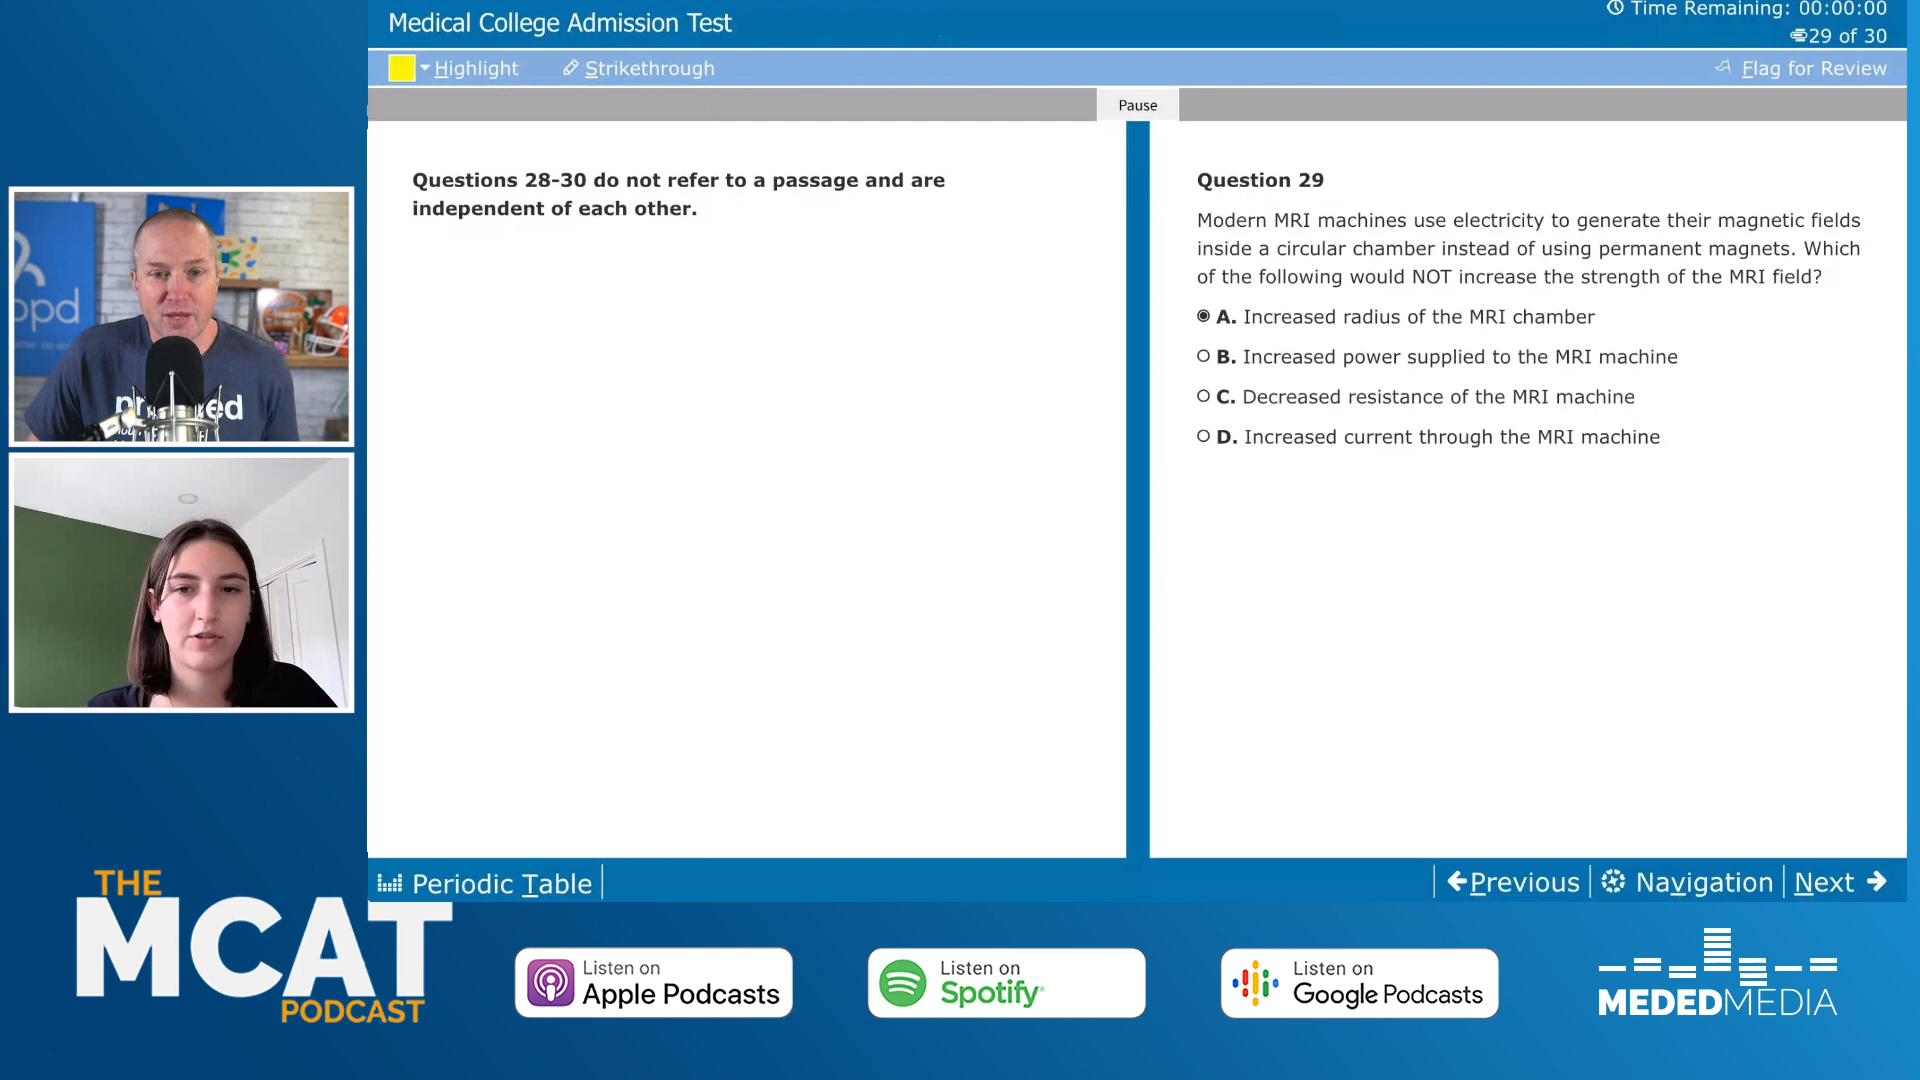 Medical College Admission Test
Time Remaining: 00:00:00
29 of 30
Highlight
Strikethrough
Flag for Review
Pause
Questions 28-30 do not refer to a passage and are
independent of each other.
Question 29
Modern MRI machines use electricity to generate their magnetic fields
inside a circular chamber instead of using permanent magnets. Which
of the following would NOT increase the strength of the MRI field?
A. Increased radius of the MRI chamber
B. Increased power supplied to the MRI machine
C. Decreased resistance of the MRI machine
D. Increased current through the MRI machine
Periodic Table
Previous
Navigation
Next
THE
MCAT
PODCAST
Listen on
Apple Podcasts
Listen on
Spotify
Listen on
Google Podcasts
MEDEDMEDIA